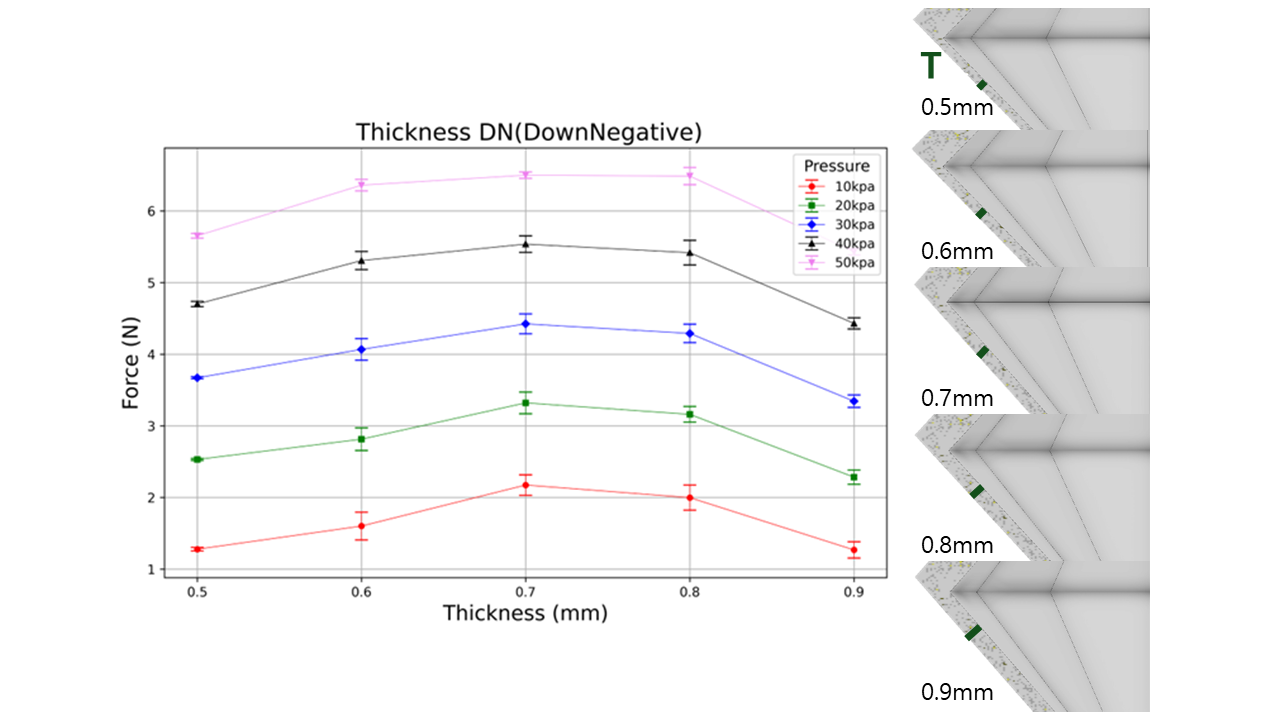 Thickness DN(DownNegative)
Force (N)
6
5
4
3
2
1
0.5
0.6
0.7
0.8
0.9
Thickness (mm)
Pressure
10kpa
20kpa
30kpa
40kpa
50kpa
T
0.5mm
0.6mm
0.7mm
0.8mm
0.9mm